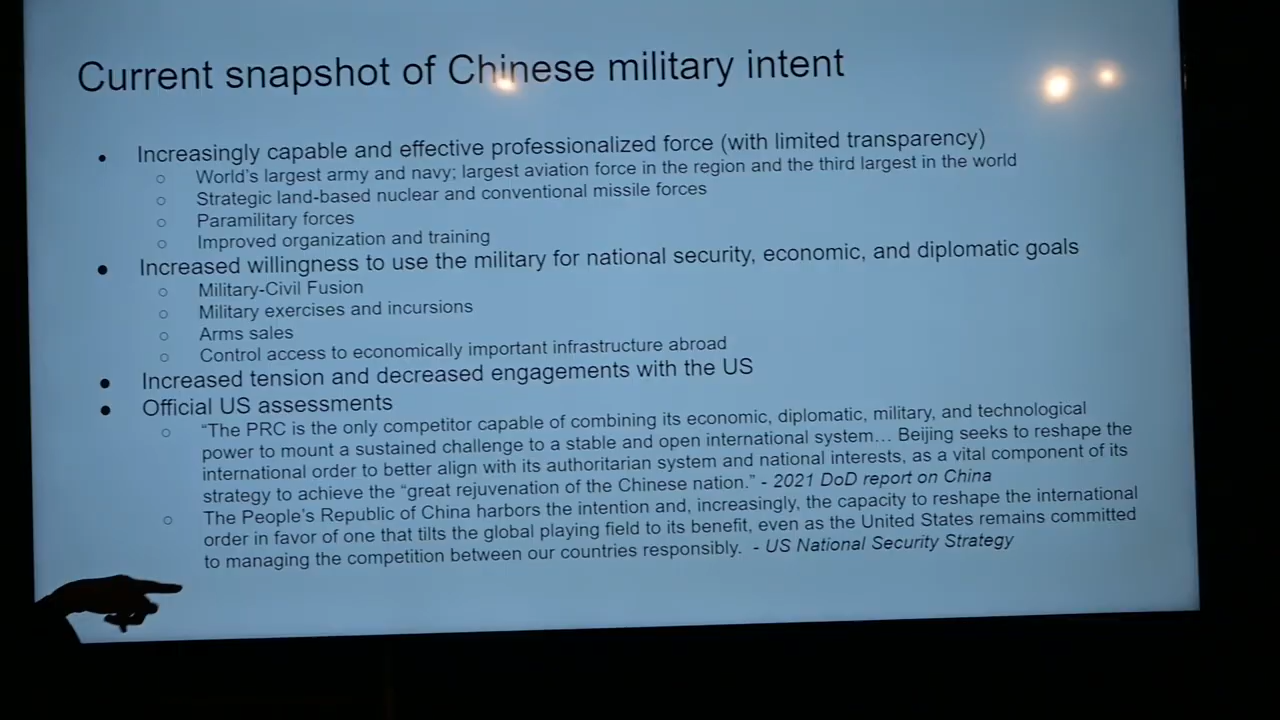 Current snapshot of Chinese military intent
● Increasingly capable and effective professionalized force (with limited transparency)
○ World's largest army and navy; largest aviation force in the region and the third largest in the world
○ Strategic land-based nuclear and conventional missile forces
○ Paramilitary forces
○ Improved organization and training
● Increased willingness to use the military for national security, economic, and diplomatic goals
○ Military-Civil Fusion
○ Military exercises and incursions
○ Arms sales
○ Control access to economically important infrastructure abroad
● Increased tension and decreased engagements with the US
● Official US assessments
○ “The PRC is the only competitor capable of combining its economic, diplomatic, military, and technological
power to mount a sustained challenge to a stable and open international system… Beijing seeks to reshape the
international order to better align with its authoritarian system and national interests, as a vital component of its
strategy to achieve the “great rejuvenation of the Chinese nation.” - 2021 DoD report on China
○ The People's Republic of China harbors the intention and, increasingly, the capacity to reshape the international
order in favor of one that tilts the global playing field to its benefit, even as the United States remains committed
to managing the competition between our countries responsibly. - US National Security Strategy